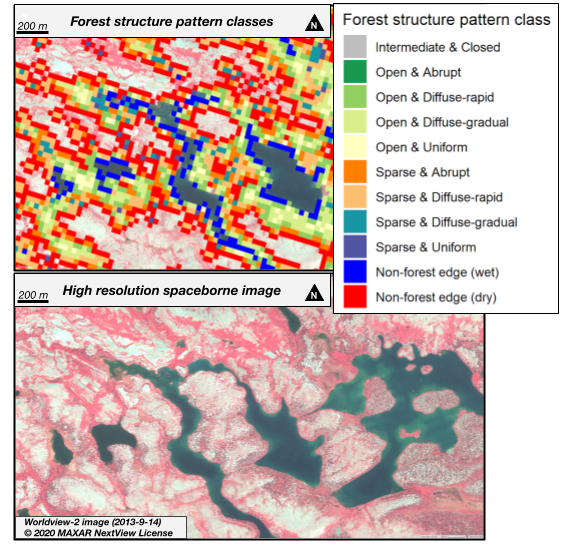 Forest structure pattern classes
N
200 m
Forest structure pattern class
Intermediate & Closed
Open & Abrupt
Open & Diffuse-rapid
Open & Diffuse-gradual
Open & Uniform
Sparse & Abrupt
Sparse & Diffuse-rapid
Sparse & Diffuse-gradual
Sparse & Uniform
Non-forest edge (wet)
Non-forest edge (dry)
High resolution spaceborne image
N
200 m
Worldview-2 image (2013-9-14)
© 2020 MAXAR NextView License